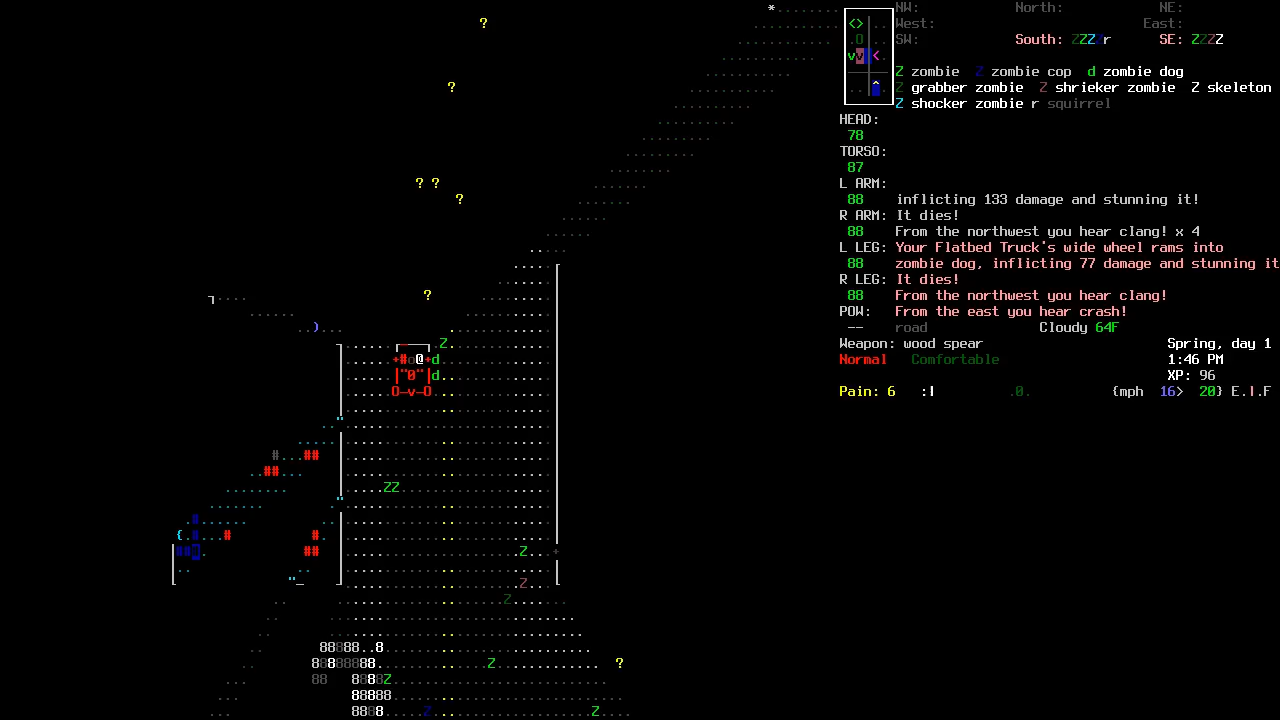 NW: North: NE:
West: East:
SW: South: ZZZZr SE: ZZZZ
Z zombie Z zombie cop d zombie dog
Z grabber zombie Z shrieker zombie Z skeleton
Z shocker zombie r squirrel
HEAD:
78
TORSO:
87
L ARM:
88 inflicting 133 damage and stunning it!
R ARM: It dies!
88 From the northwest you hear clang! x 4
L LEG: Your Flatbed Truck's wide wheel rams into
88 zombie dog, inflicting 77 damage and stunning it
R LEG: It dies!
88 From the northwest you hear clang!
POW: From the east you hear crash!
-- road Cloudy 64F
Weapon: wood spear Spring, day 1
Normal Comfortable 1:46 PM
XP: 96
Pain: 6 :| .0. {mph 16> 20} E.I.F